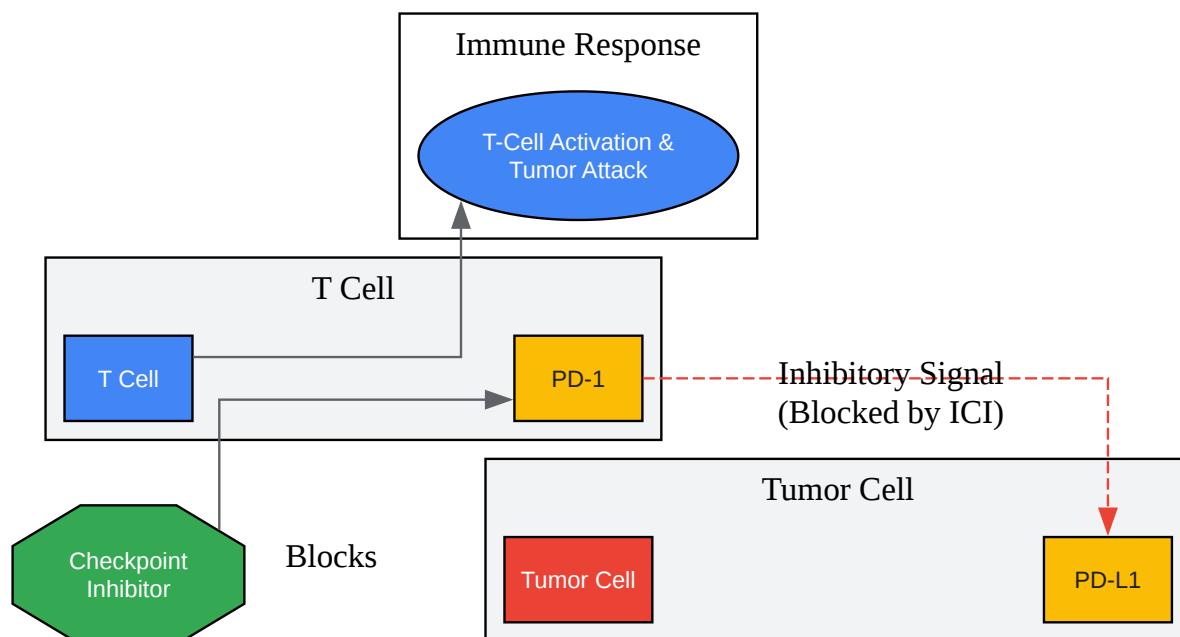 Immune Response
T-Cell Activation &
Tumor Attack
T Cell
T Cell
PD-1
Inhibitory Signal
(Blocked by ICI)
Tumor Cell
Checkpoint
Inhibitor
Blocks
Tumor Cell
PD-L1